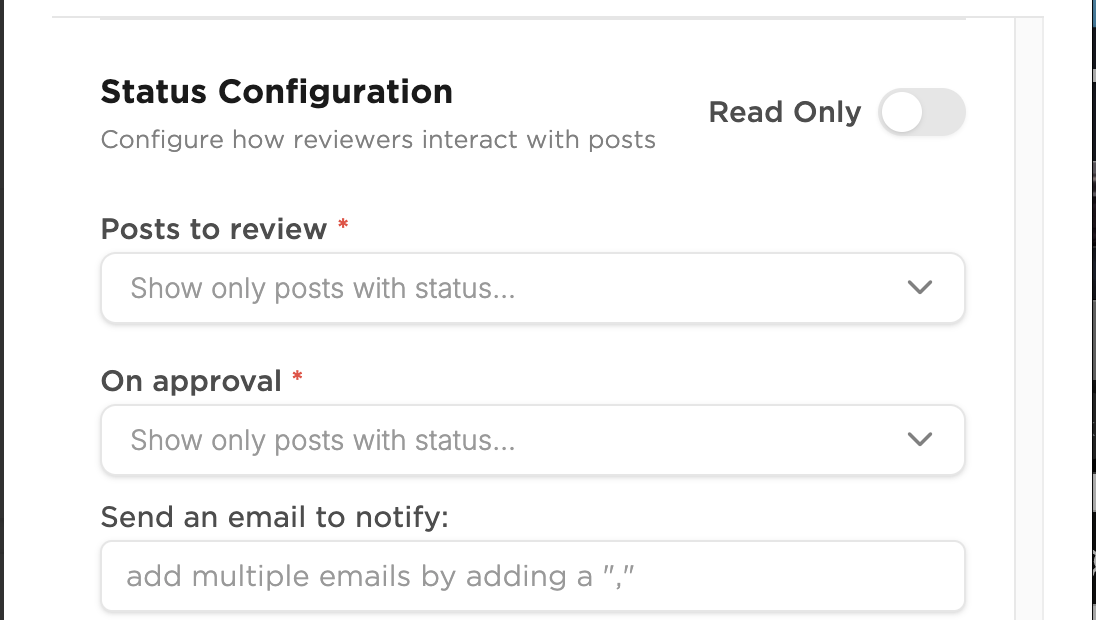 Status Configuration
Configure how reviewers interact with posts
Read Only
Posts to review *
Show only posts with status...
On approval *
Show only posts with status...
Send an email to notify:
add multiple emails by adding a ","